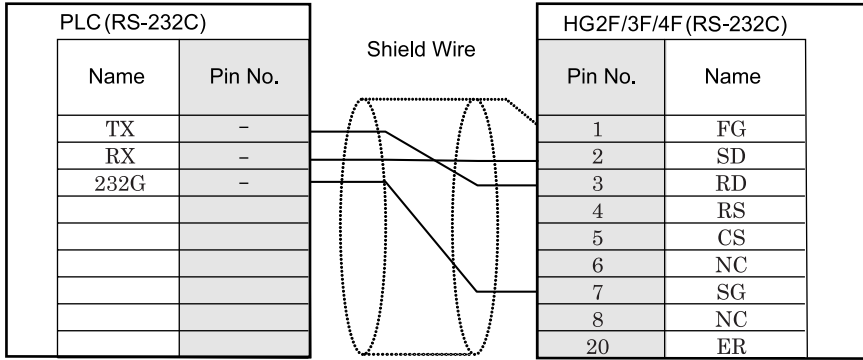 PLC(RS-232C)
HG2F/3F/4F(RS-232C)
Shield Wire
Name Pin No.
Pin No. Name
TX –
RX –
232G –
1 FG
2 SD
3 RD
4 RS
5 CS
6 NC
7 SG
8 NC
20 ER